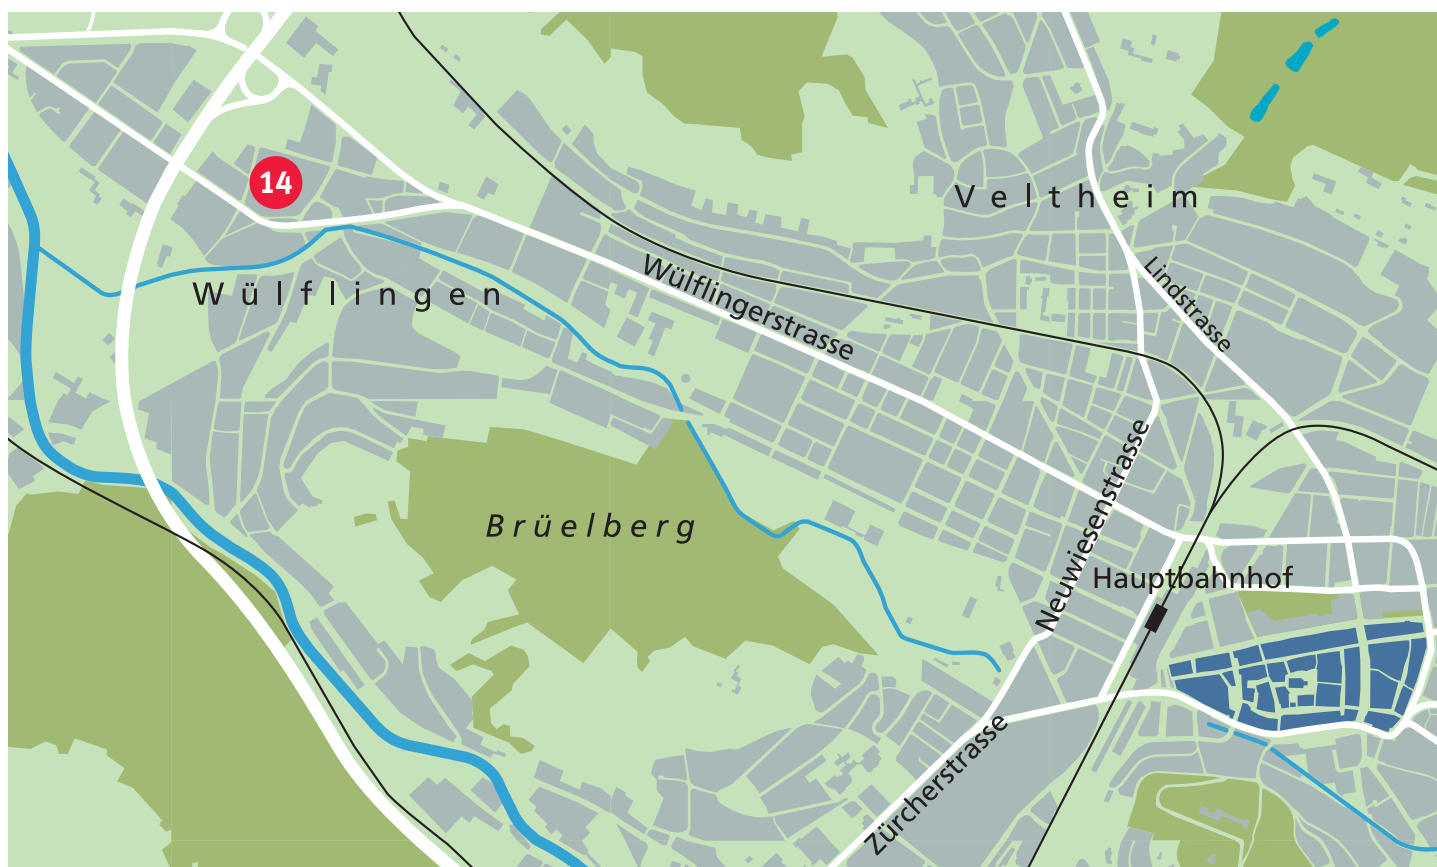 14
Veltheim
Wülflingen
Wülflingerstrasse
Lindstrasse
Brüelberg
Neuwiesenstrasse
Hauptbahnhof
Zürcherstrasse